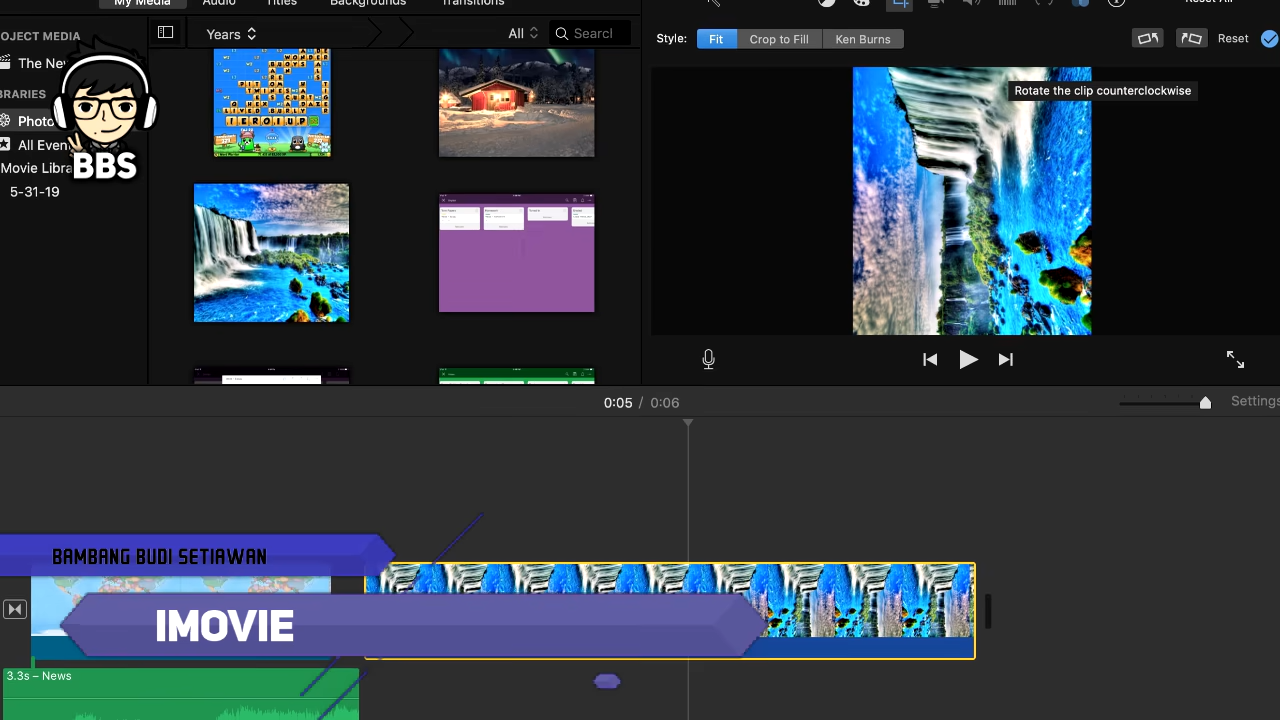 My Media
Audio
Titles
Backgrounds
Transitions
Reset All
OJECT MEDIA
The Nev
BRARIES
Photo
All Even
Movie Libra
5-31-19
BBS
Years
All
Search
Style:
Fit
Crop to Fill
Ken Burns
Reset
Rotate the clip counterclockwise
0:05 / 0:06
Settings
BAMBANG BUDI SETIAWAN
IMOVIE
3.3s – News